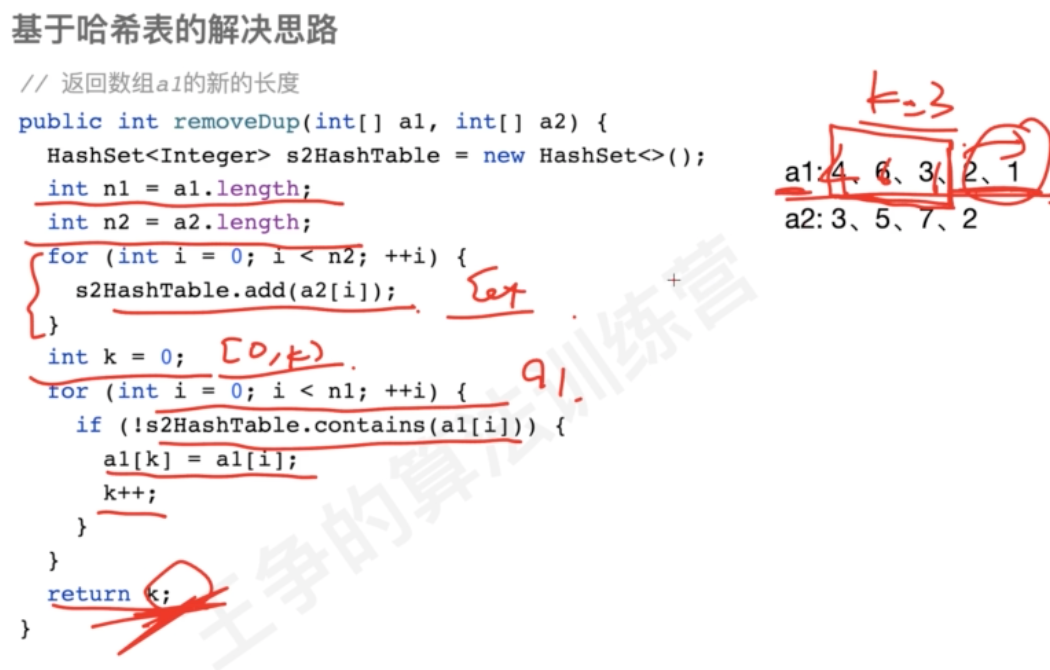 基于哈希表的解决思路
// 返回数组a1的新的长度
public int removeDup(int[] a1, int[] a2) {
HashSet<Integer> s2HashTable = new HashSet<>();
int n1 = a1.length;
int n2 = a2.length;
for (int i = 0; i < n2; ++i) {
s2HashTable.add(a2[i]);
}
int k = 0; [0,k)
for (int i = 0; i < n1; ++i) {
if (!s2HashTable.contains(a1[i])) {
a1[k] = a1[i];
k++;
}
}
return k;
}
k=3
a1: 4、6、3、2、1
a2: 3、5、7、2
set
a1
王争的算法训练营